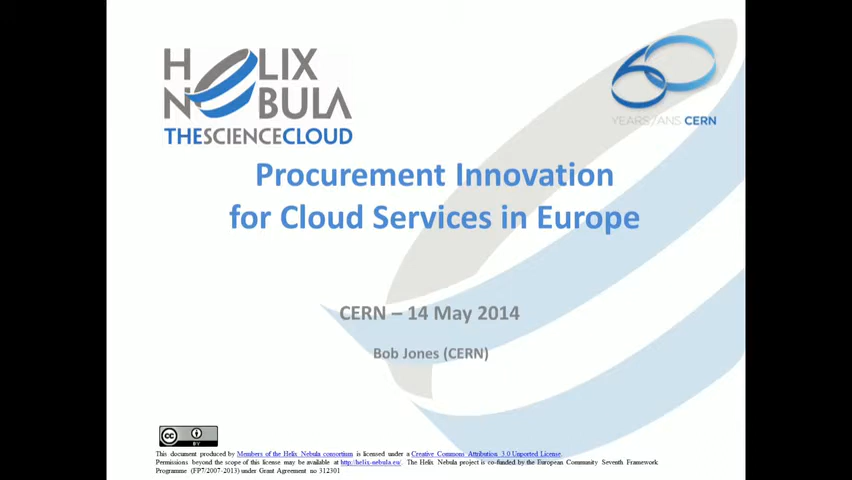 HELIX
NEBULA
THESCIENCECLOUD
60
YEARS/ANS CERN
Procurement Innovation
for Cloud Services in Europe
CERN – 14 May 2014
Bob Jones (CERN)
cc
BY
This document produced by Members of the Helix Nebula consortium is licensed under a Creative Commons Attribution 3.0 Unported License.
Permissions beyond the scope of this license may be available at http://helix-nebula.eu/. The Helix Nebula project is co-funded by the European Community Seventh Framework
Programme (FP7/2007-2013) under Grant Agreement no 312301